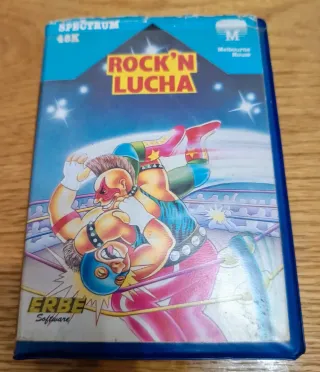 SPECTRUM
48K
M
Melbourne
House
ROCK'N
LUCHA
ERBE
Software